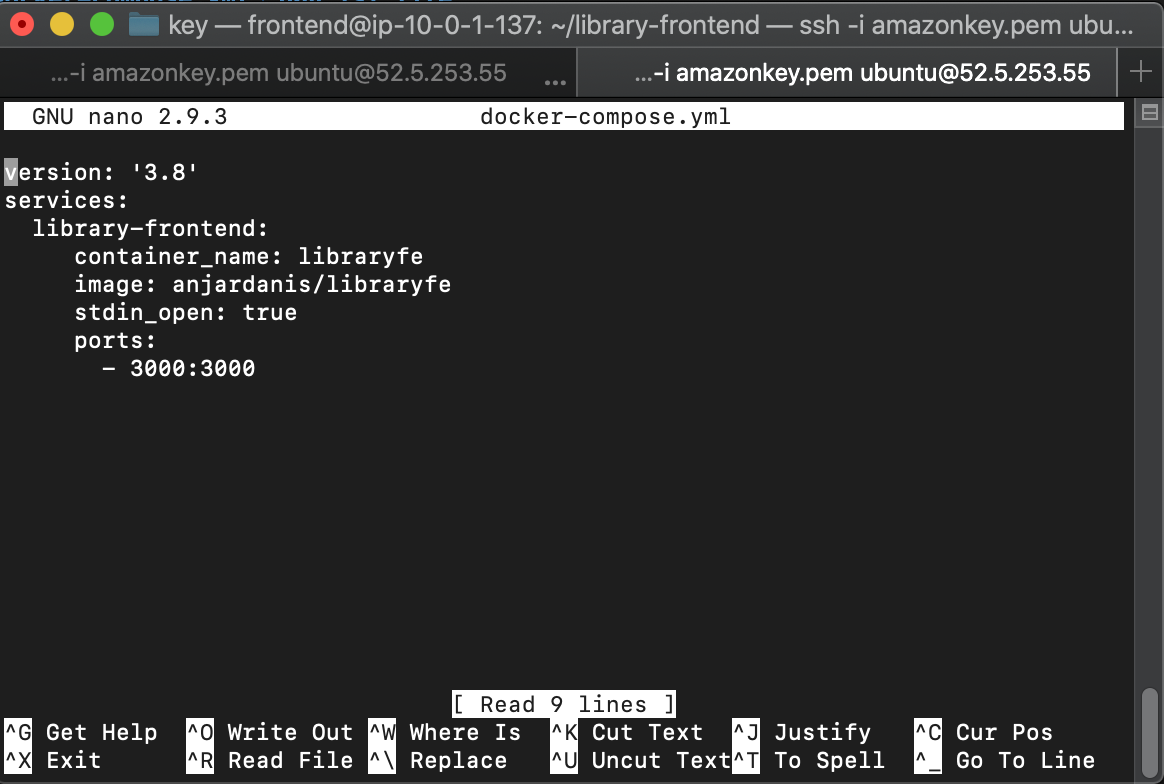 key — frontend@ip-10-0-1-137: ~/library-frontend — ssh -i amazonkey.pem ubu...
...-i amazonkey.pem ubuntu@52.5.253.55 ...
...-i amazonkey.pem ubuntu@52.5.253.55 +
GNU nano 2.9.3 docker-compose.yml
version: '3.8'
services:
  library-frontend:
     container_name: libraryfe
     image: anjardanis/libraryfe
     stdin_open: true
     ports:
       - 3000:3000
[ Read 9 lines ]
^G Get Help ^O Write Out ^W Where Is ^K Cut Text ^J Justify ^C Cur Pos
^X Exit ^R Read File ^\ Replace ^U Uncut Text ^T To Spell ^_ Go To Line